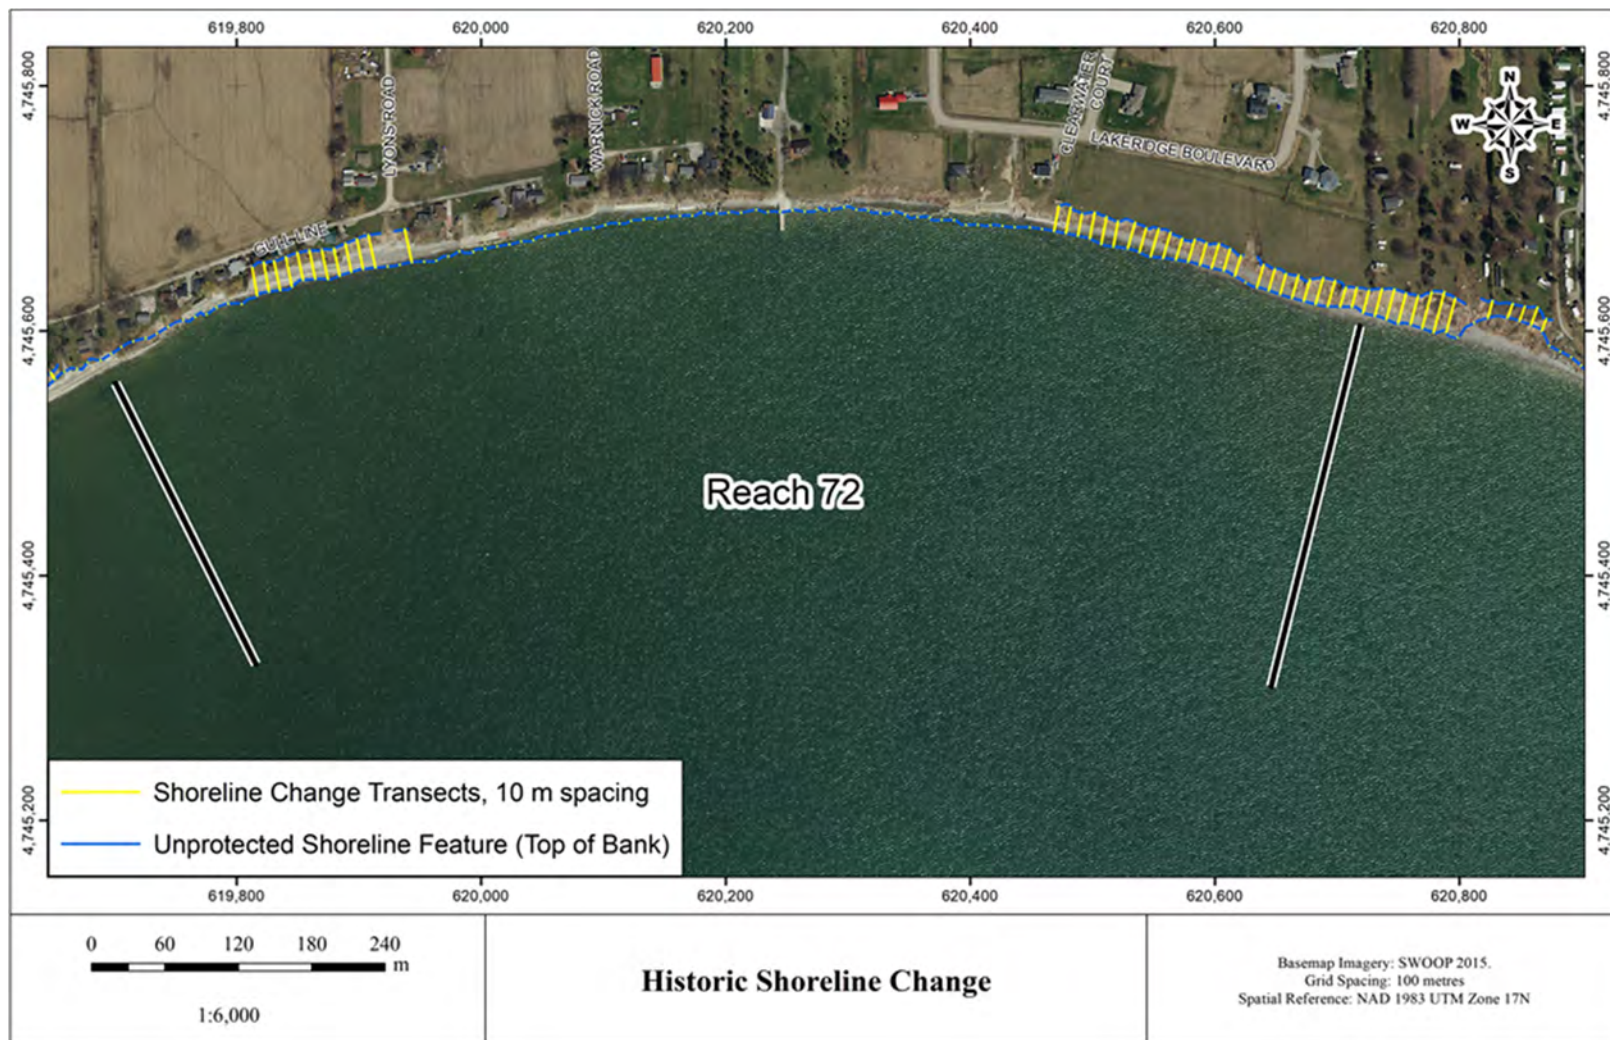 619,800 620,000 620,200 620,400 620,600 620,800
4,745,800 4,745,800
N
W E
S
LYONS ROAD
WARNICK ROAD
CLEARWATER
COURT
LAKERIDGE BOULEVARD
GULL LINE
4,745,600 4,745,600
Reach 72
4,745,400 4,745,400
Shoreline Change Transects, 10 m spacing
Unprotected Shoreline Feature (Top of Bank)
4,745,200 4,745,200
619,800 620,000 620,200 620,400 620,600 620,800
0 60 120 180 240
m
1:6,000
Historic Shoreline Change
Basemap Imagery: SWOOP 2015.
Grid Spacing: 100 metres
Spatial Reference: NAD 1983 UTM Zone 17N